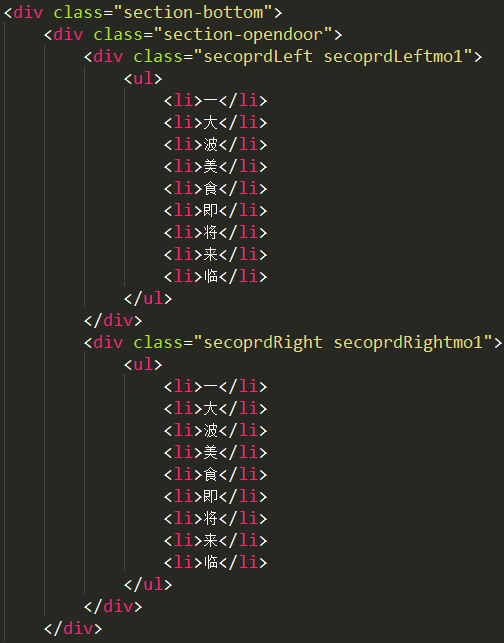 <div class="section-bottom">
<div class="section-opendoor">
<div class="secoprdLeft secoprdLeftmo1">
<ul>
<li>一</li>
<li>大</li>
<li>波</li>
<li>美</li>
<li>食</li>
<li>即</li>
<li>将</li>
<li>来</li>
<li>临</li>
</ul>
</div>
<div class="secoprdRight secoprdRightmo1">
<ul>
<li>一</li>
<li>大</li>
<li>波</li>
<li>美</li>
<li>食</li>
<li>即</li>
<li>将</li>
<li>来</li>
<li>临</li>
</ul>
</div>
</div>